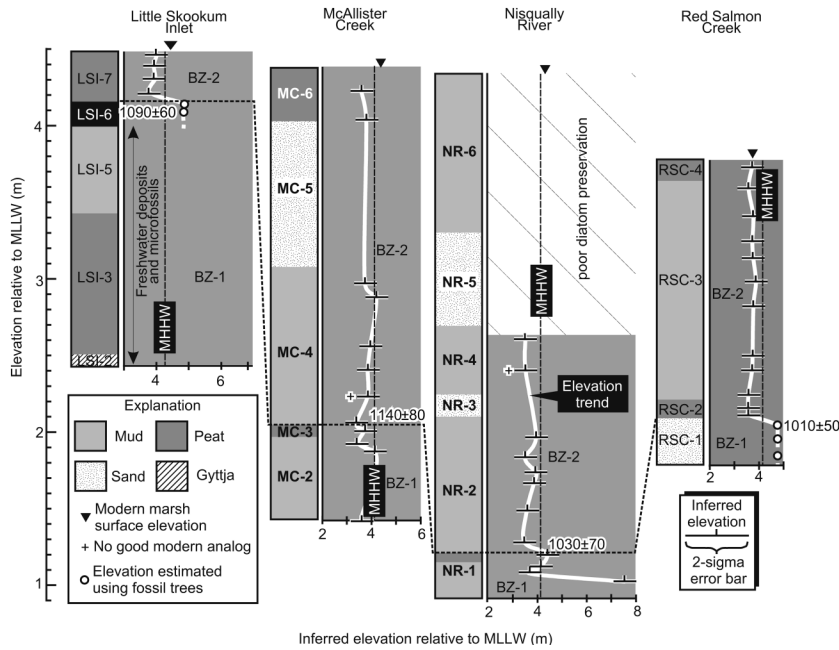 Little Skookum
Inlet
McAllister
Creek
Nisqually
River
Red Salmon
Creek
Elevation relative to MLLW (m)
4
3
2
1
LSI-7
LSI-6
LSI-5
LSI-3
LSI-2
BZ-2
1090±60
Freshwater deposits
and microfossils
BZ-1
MHHW
4
6
MC-6
MC-5
MC-4
MC-3
MC-2
BZ-2
+
1140±80
BZ-1
MHHW
2
4
6
NR-6
NR-5
NR-4
NR-3
NR-2
NR-1
poor diatom preservation
MHHW
+
Elevation
trend
BZ-2
1030±70
BZ-1
2
4
6
8
RSC-4
RSC-3
RSC-2
RSC-1
MHHW
BZ-2
BZ-1
1010±50
2
4
Explanation
Mud
Peat
Sand
Gyttja
Modern marsh
surface elevation
+ No good modern analog
Elevation estimated
using fossil trees
Inferred
elevation
2-sigma
error bar
Inferred elevation relative to MLLW (m)